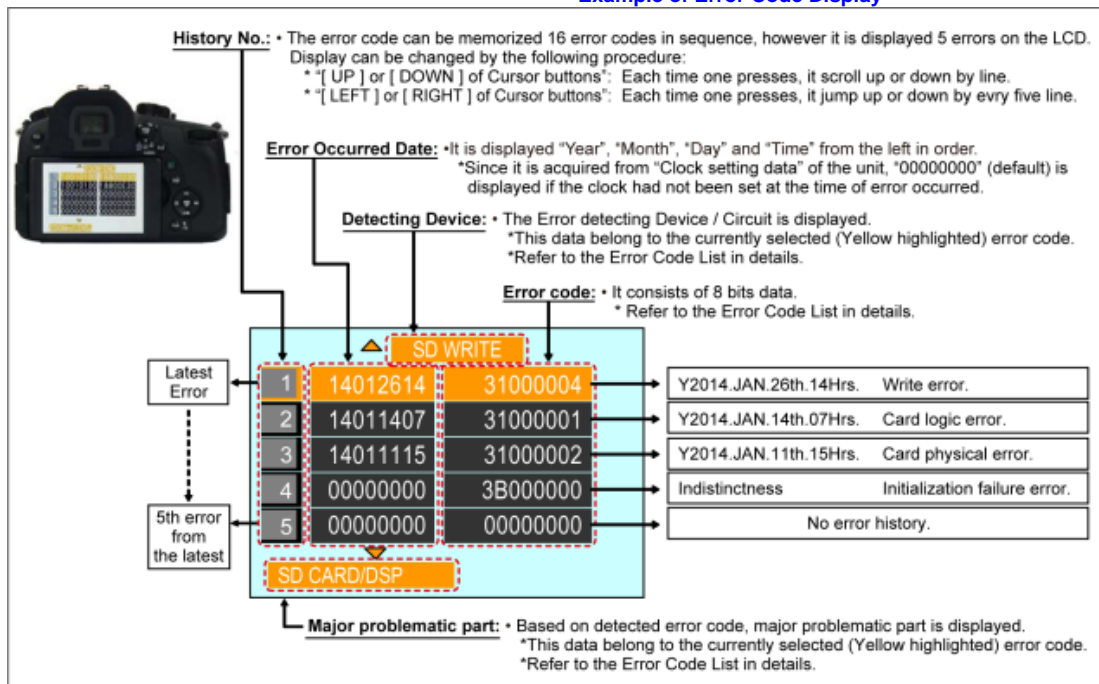 Example of Error Code Display
History No.: • The error code can be memorized 16 error codes in sequence, however it is displayed 5 errors on the LCD.
Display can be changed by the following procedure:
* "[ UP ] or [ DOWN ] of Cursor buttons": Each time one presses, it scroll up or down by line.
* "[ LEFT ] or [ RIGHT ] of Cursor buttons": Each time one presses, it jump up or down by evry five line.
Error Occurred Date: •It is displayed "Year", "Month", "Day" and "Time" from the left in order.
*Since it is acquired from "Clock setting data" of the unit, "00000000" (default) is
displayed if the clock had not been set at the time of error occurred.
Detecting Device: • The Error detecting Device / Circuit is displayed.
*This data belong to the currently selected (Yellow highlighted) error code.
*Refer to the Error Code List in details.
Error code: • It consists of 8 bits data.
* Refer to the Error Code List in details.
SD WRITE
Latest
Error
1 14012614 31000004 Y2014.JAN.26th.14Hrs. Write error.
2 14011407 31000001 Y2014.JAN.14th.07Hrs. Card logic error.
3 14011115 31000002 Y2014.JAN.11th.15Hrs. Card physical error.
4 00000000 3B000000 Indistinctness Initialization failure error.
5 00000000 00000000 No error history.
5th error
from
the latest
SD CARD/DSP
Major problematic part: • Based on detected error code, major problematic part is displayed.
*This data belong to the currently selected (Yellow highlighted) error code.
*Refer to the Error Code List in details.